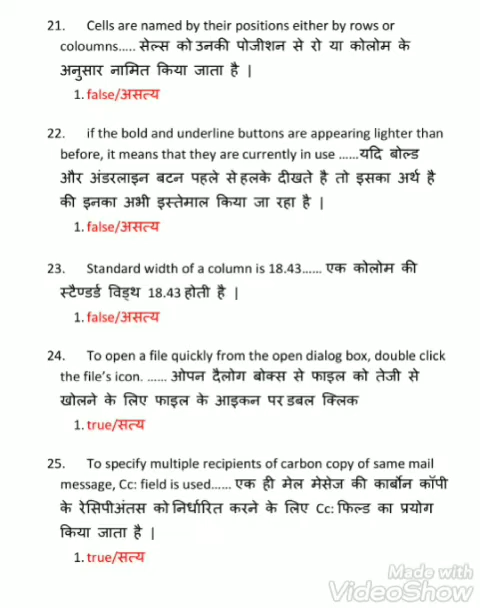 21. Cells are named by their positions either by rows or
coloumns..... सेल्स को उनकी पोजीशन से रो या कोलोम के
अनुसार नामित किया जाता है |
1. false/असत्य
22. if the bold and underline buttons are appearing lighter than
before, it means that they are currently in use ......यदि बोल्ड
और अंडरलाइन बटन पहले से हलके दीखते है तो इसका अर्थ है
की इनका अभी इस्तेमाल किया जा रहा है |
1. false/असत्य
23. Standard width of a column is 18.43...... एक कोलोम की
स्टैण्डर्ड विड्थ 18.43 होती है |
1. false/असत्य
24. To open a file quickly from the open dialog box, double click
the file's icon. ...... ओपन दैलोग बोक्स से फाइल को तेजी से
खोलने के लिए फाइल के आइकन पर डबल क्लिक
1. true/सत्य
25. To specify multiple recipients of carbon copy of same mail
message, Cc: field is used...... एक ही मेल मेसेज की कार्बोन कॉपी
के रेसिपीअंतस को निर्धारित करने के लिए Cc: फिल्ड का प्रयोग
किया जाता है |
1. true/सत्य
Made with
VideoShow